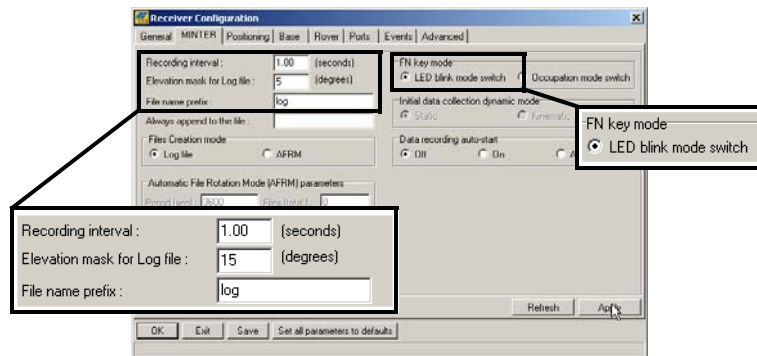 Receiver Configuration
General MINTER Positioning Base Rover Ports Events Advanced
Recording interval : 1.00 (seconds)
Elevation mask for Log file : 5 (degrees)
File name prefix : log
Always append to the file :
Files Creation mode
Log file AFRM
Automatic File Rotation Mode (AFRM) parameters
Period (sec) : 3600 Files (total) : 0
FN key mode
LED blink mode switch Occupation mode switch
Initial data collection dynamic mode
Static Kinematic
Data recording auto-start
Off On A
FN key mode
LED blink mode switch
Recording interval : 1.00 (seconds)
Elevation mask for Log file : 15 (degrees)
File name prefix : log
Refresh Apply
OK Exit Save Set all parameters to defaults